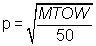 p = √(MTOW/50)